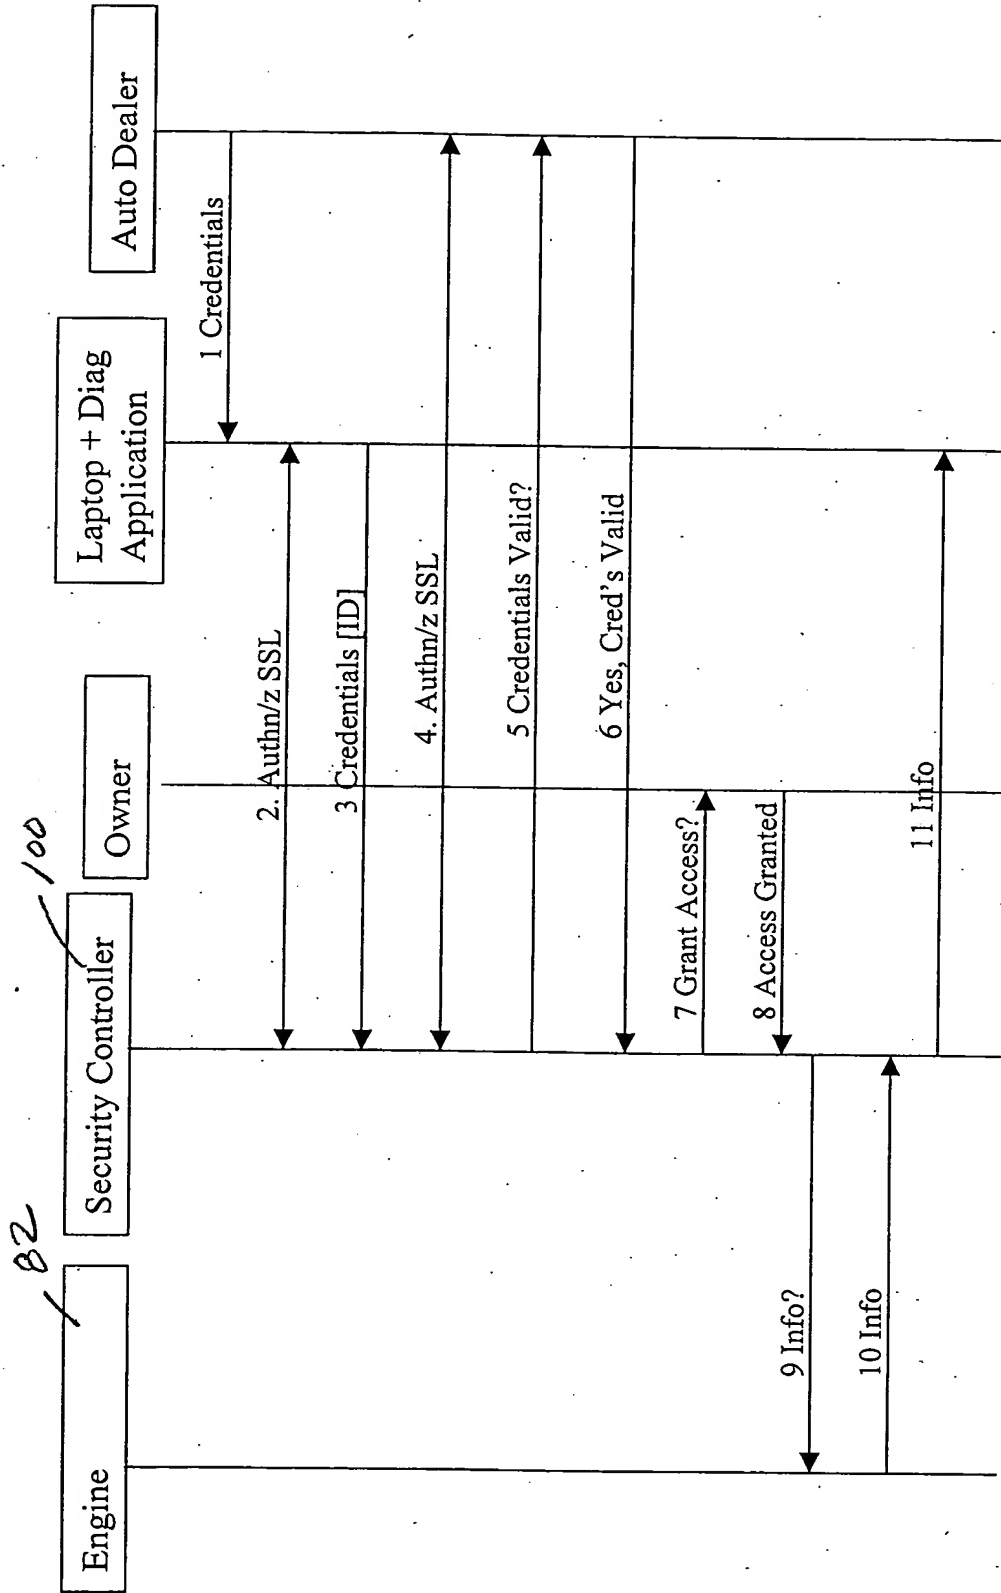 82
100
Engine
Security Controller
Owner
Laptop + Diag
Application
Auto Dealer
1 Credentials
2. Authn/z SSL
3 Credentials [ID]
4. Authn/z SSL
5 Credentials Valid?
6 Yes, Cred's Valid
7 Grant Access?
8 Access Granted
9 Info?
10 Info
11 Info